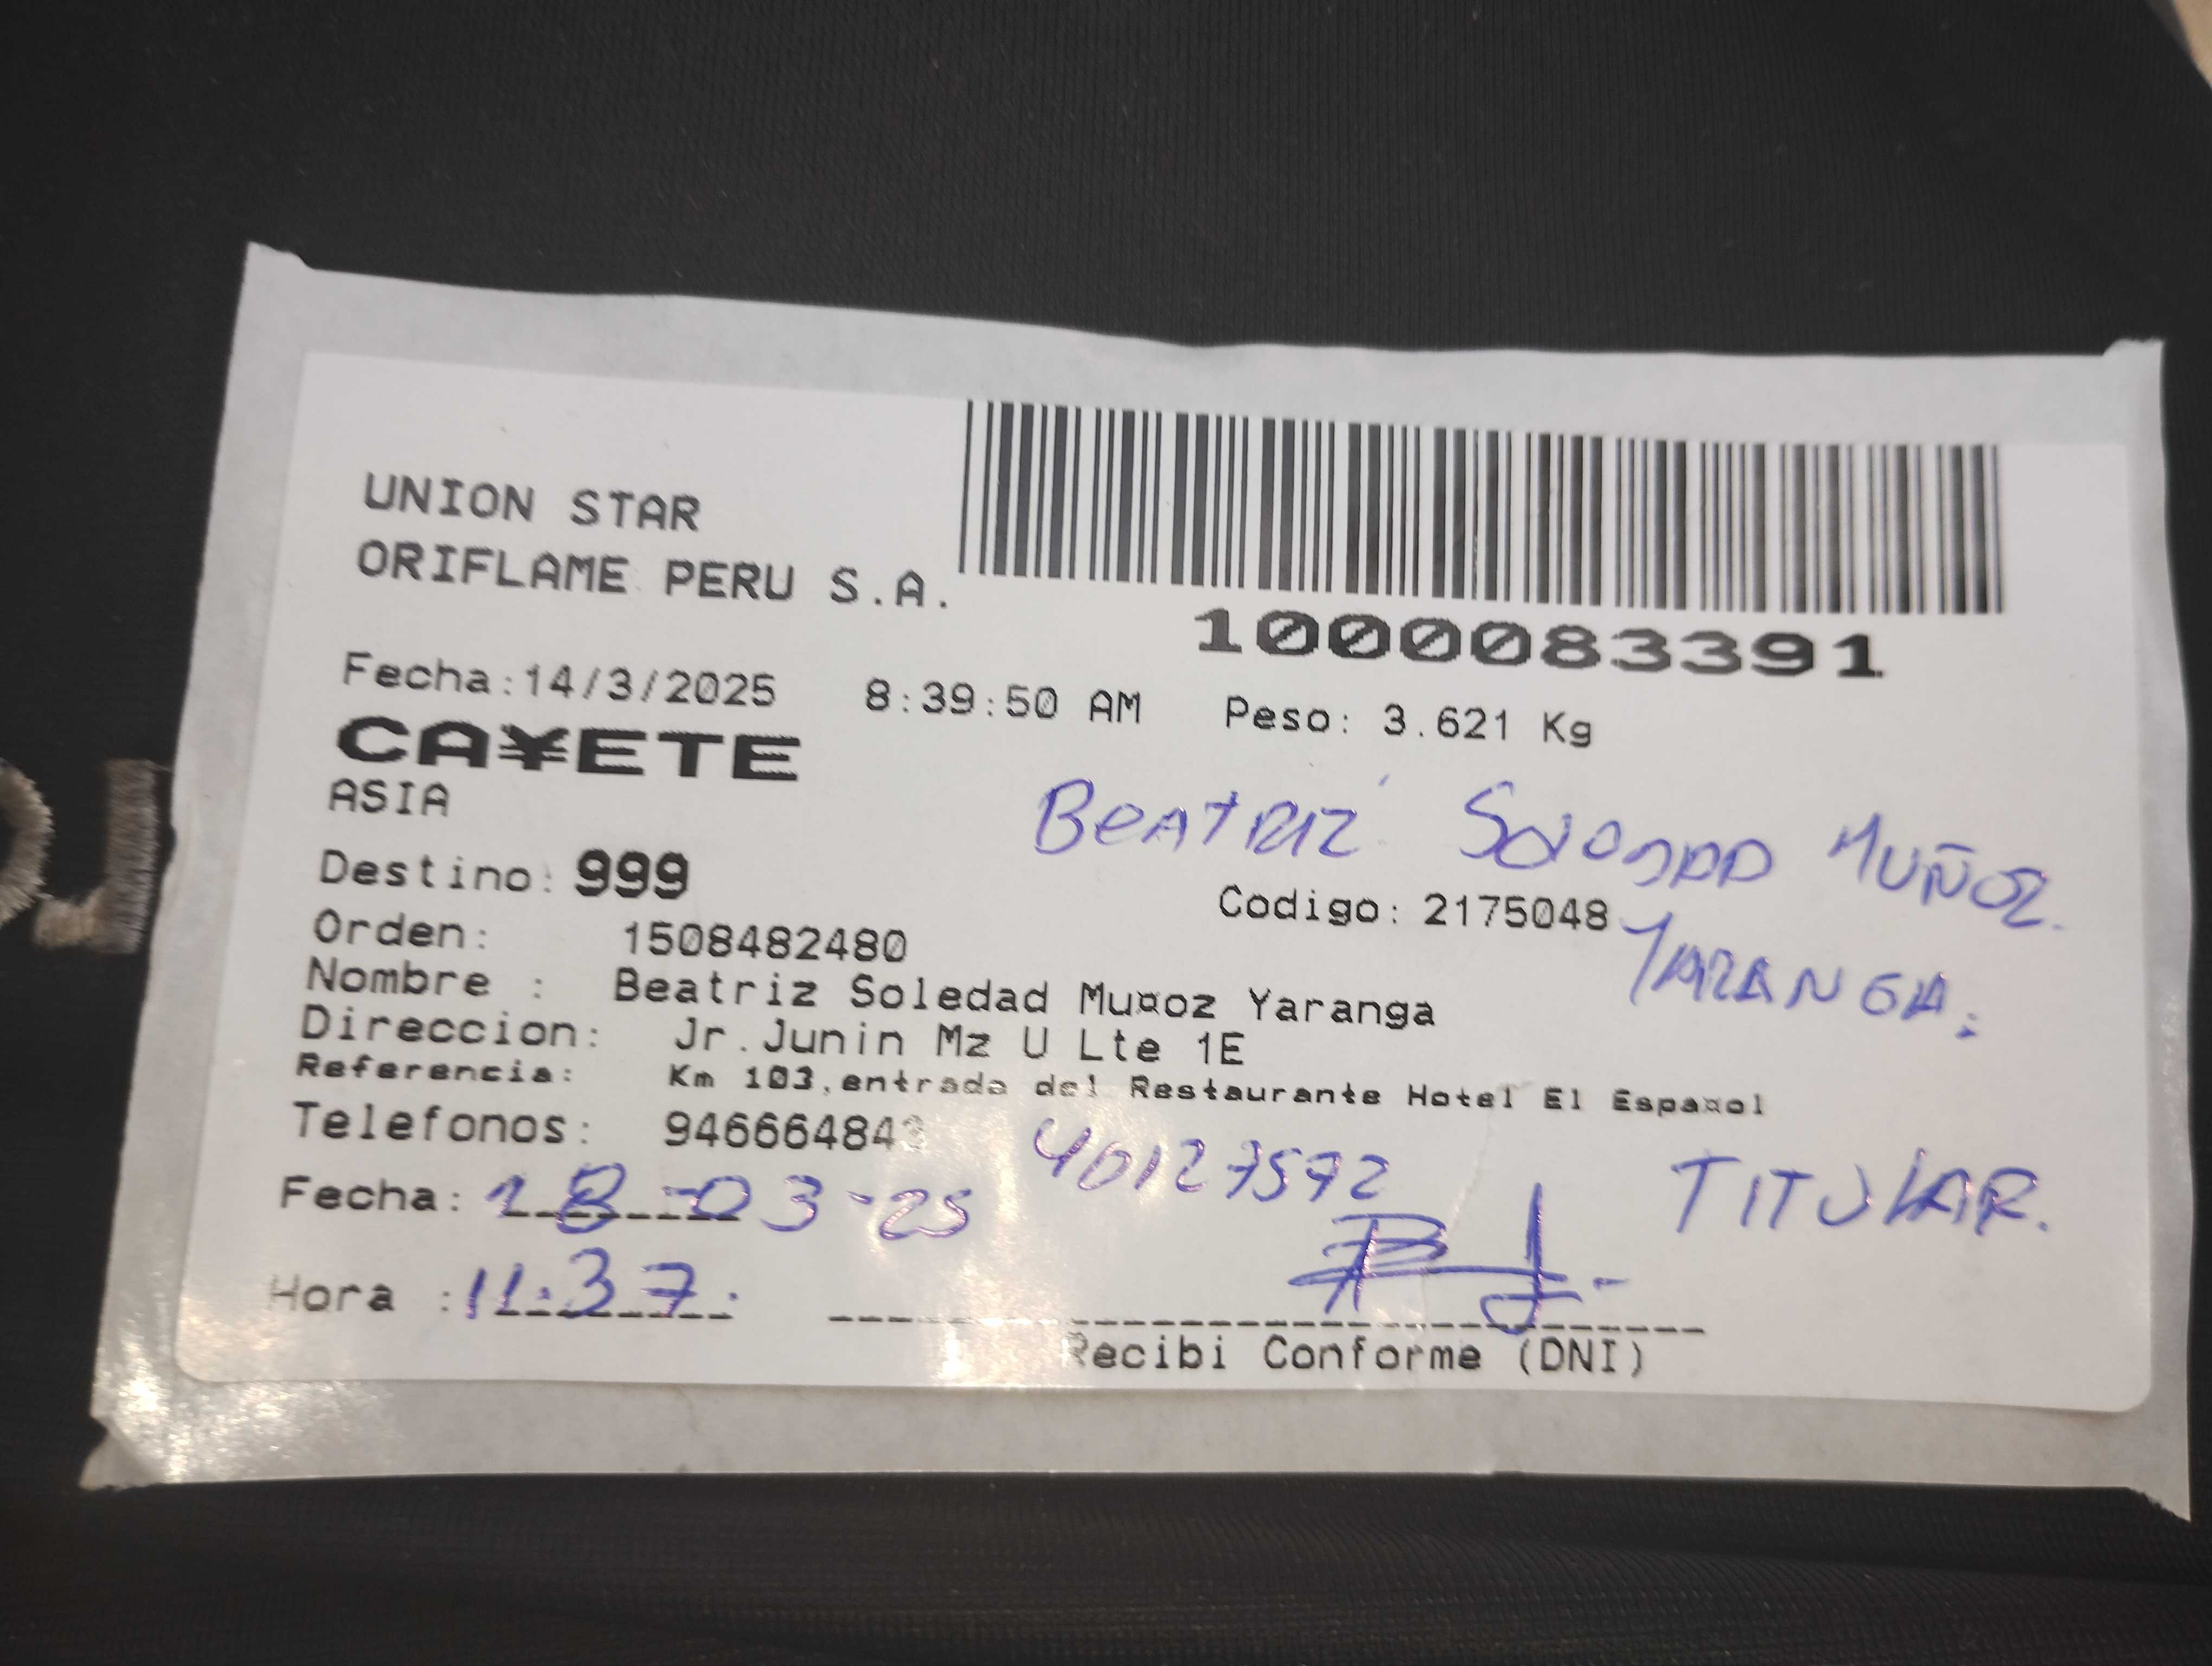 UNION STAR
ORIFLAME PERU S.A.
1000083391
Fecha:14/3/2025 8:39:50 AM Peso: 3.621 Kg
CA¥ETE
ASIA
Beatriz Soledad Muñoz
Yaranga.
Destino: 999
Codigo: 2175048
Orden: 1508482480
Nombre : Beatriz Soledad Mu¤oz Yaranga
Direccion: Jr.Junin Mz U Lte 1E
Referencia: Km 103,entrada del Restaurante Hotel El Espa¤ol
Telefonos: 946664843
40127572
TITULAR.
Fecha: 18-03-25
Hora :11:37.
Recibi Conforme (DNI)